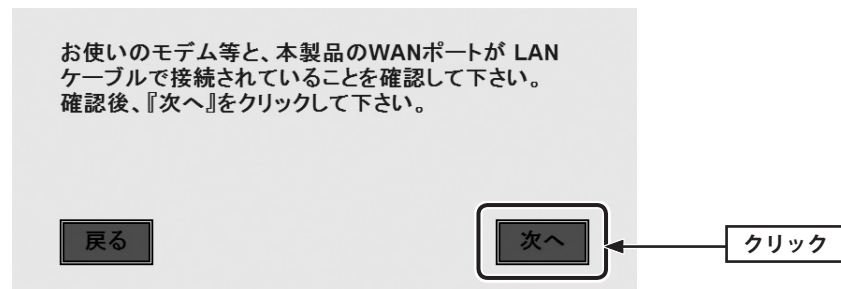 お使いのモデム等と、本製品のWANポートが LAN
ケーブルで接続されていることを確認して下さい。
確認後、『次へ』をクリックして下さい。
戻る
次へ
クリック